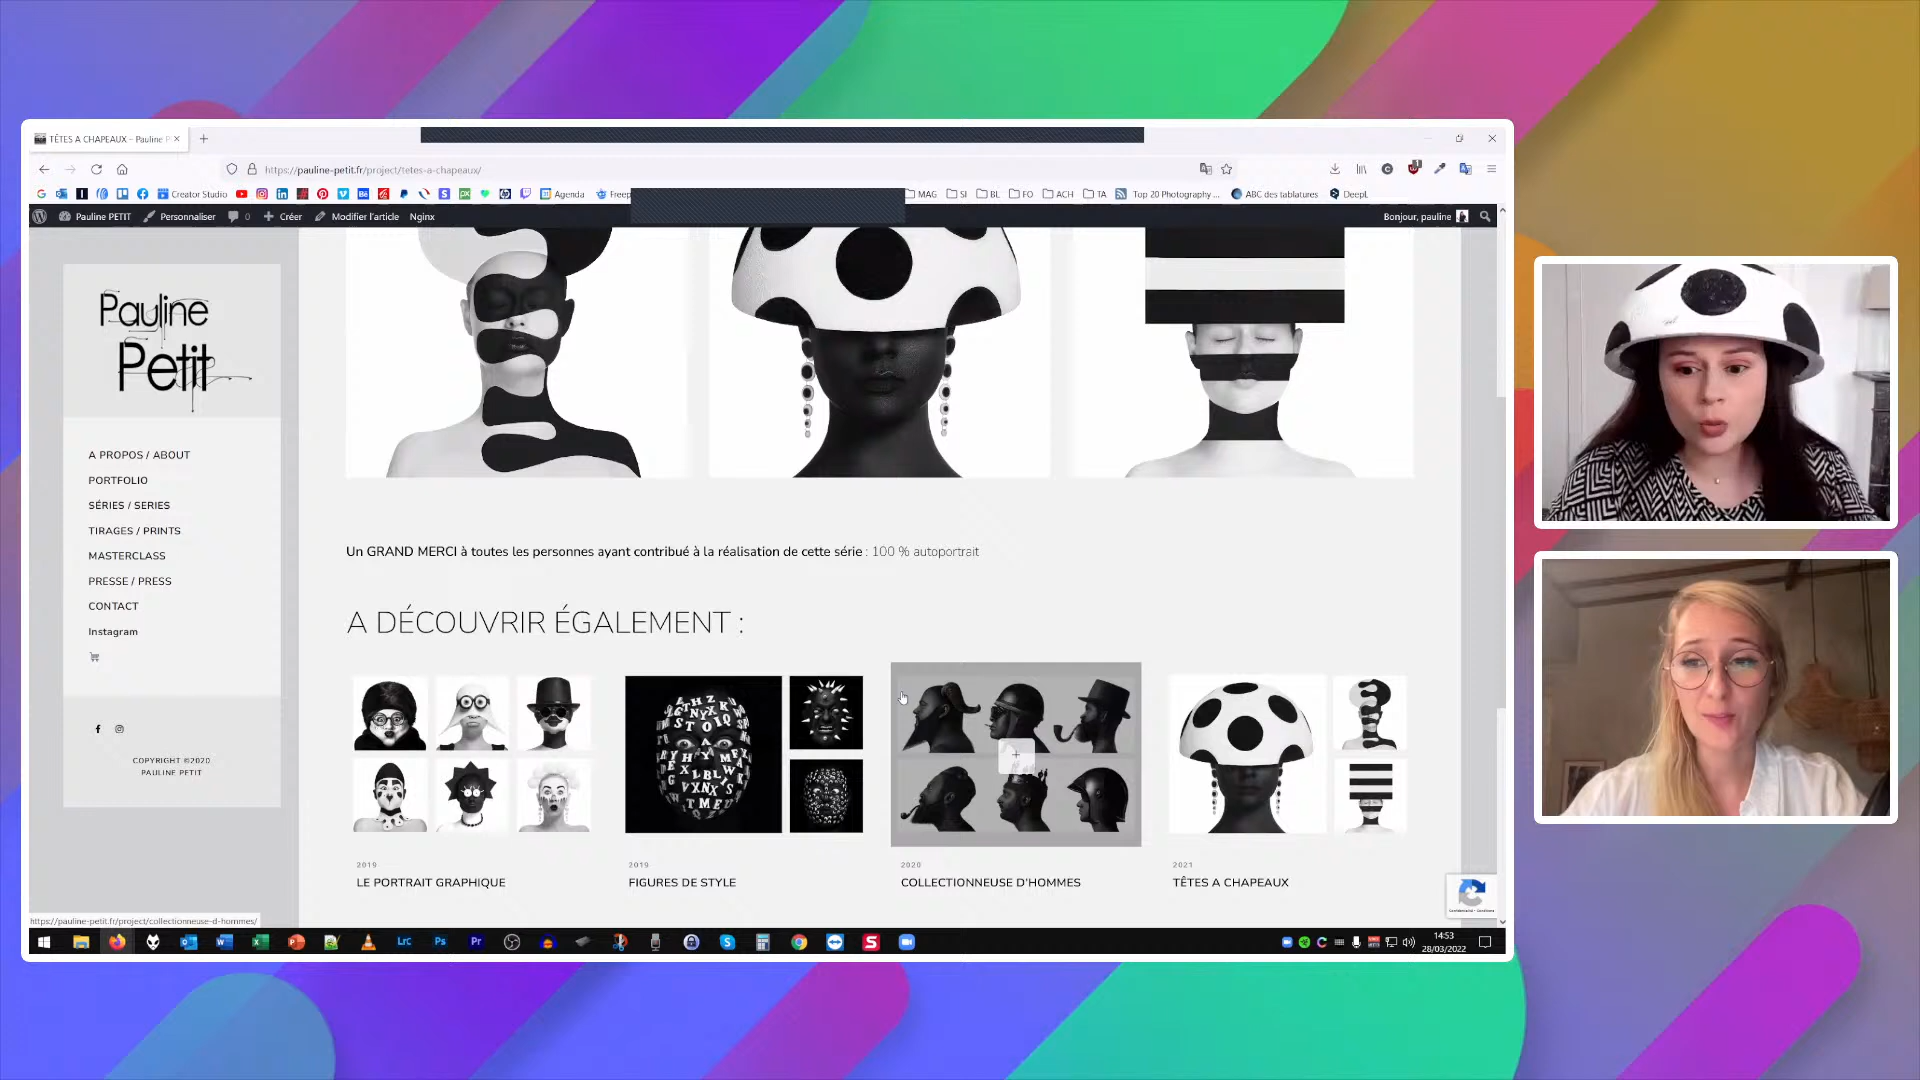 TÊTES A CHAPEAUX – Pauline P
https://pauline-petit.fr/project/tetes-a-chapeaux/
Creator Studio
Agenda
Freep
MAG
SI
BL
FO
ACH
TA
Top 20 Photography ...
ABC des tablatures
DeepL
Pauline PETIT
Personnaliser
0
Créer
Modifier l'article
Nginx
Bonjour, pauline
Pauline
Petit
A PROPOS / ABOUT
PORTFOLIO
SÉRIES / SERIES
TIRAGES / PRINTS
MASTERCLASS
PRESSE / PRESS
CONTACT
Instagram
COPYRIGHT ©2020
PAULINE PETIT
Un GRAND MERCI à toutes les personnes ayant contribué à la réalisation de cette série : 100 % autoportrait
A DÉCOUVRIR ÉGALEMENT :
2019
LE PORTRAIT GRAPHIQUE
2019
FIGURES DE STYLE
2020
COLLECTIONNEUSE D'HOMMES
2021
TÊTES A CHAPEAUX
https://pauline-petit.fr/project/collectionneuse-d-hommes/
Lrc
Ps
Pr
14:53
28/03/2022